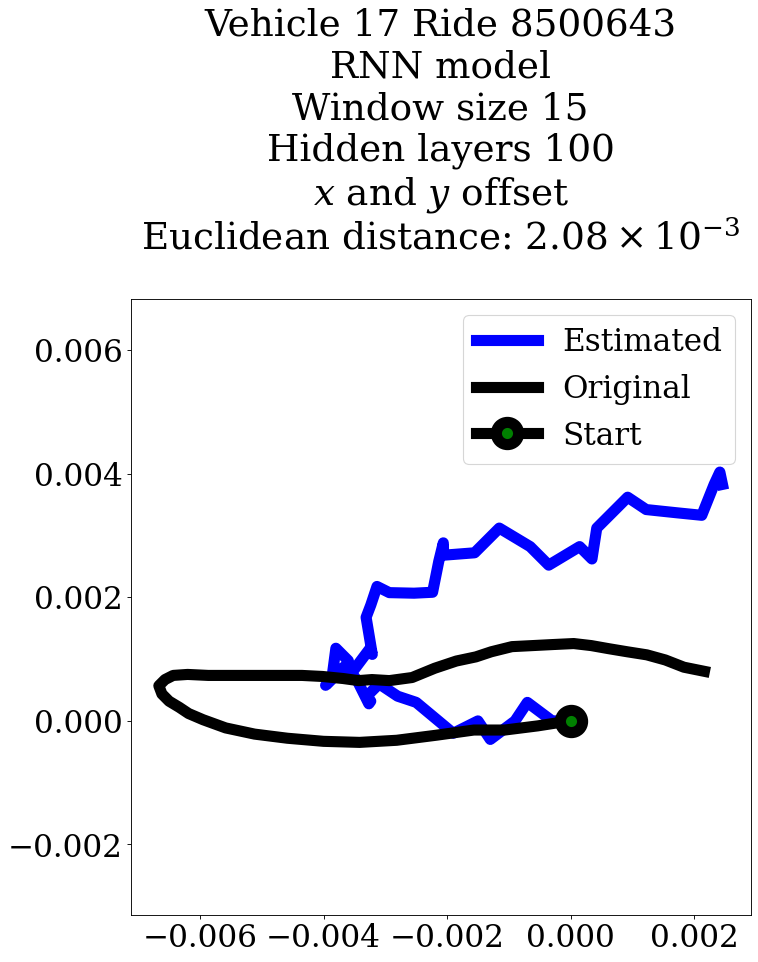 Vehicle 17 Ride 8500643
RNN model
Window size 15
Hidden layers 100
x and y offset
Euclidean distance: 2.08 × 10⁻³
Estimated
Original
Start
0.006
0.004
0.002
0.000
−0.002
−0.006 −0.004 −0.002 0.000 0.002